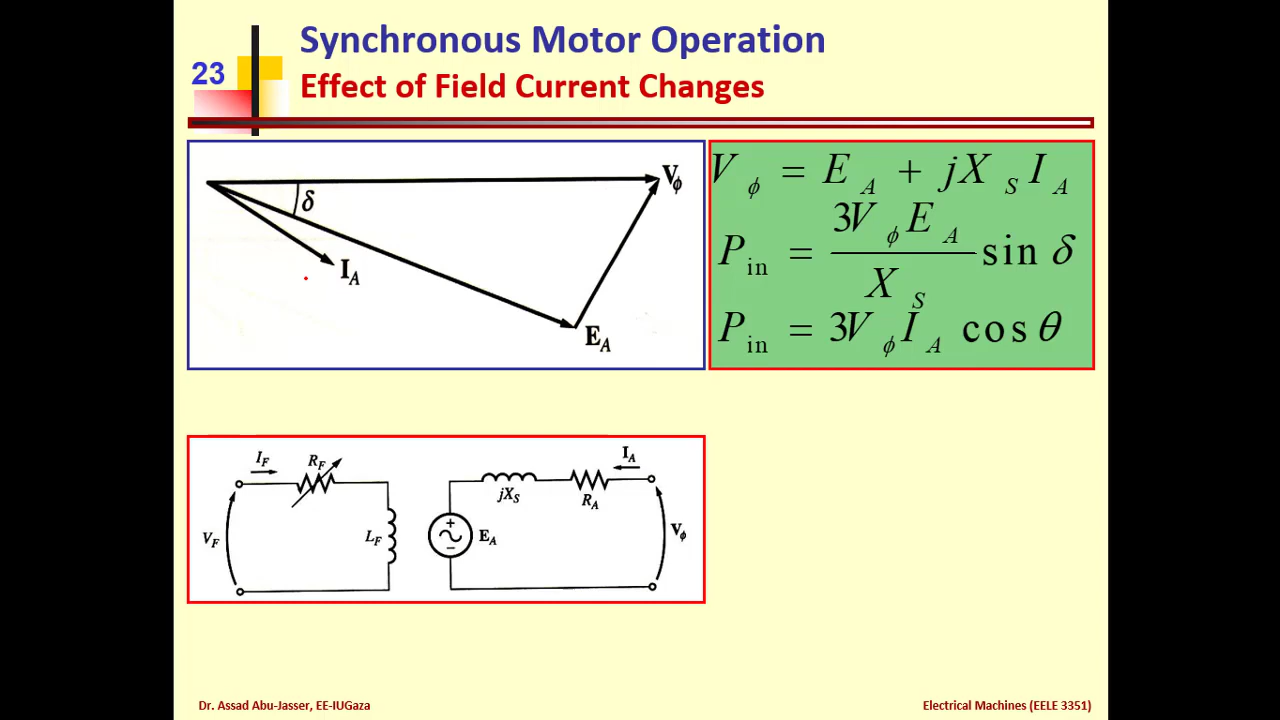 Synchronous Motor Operation
23
Effect of Field Current Changes
V_ϕ
δ
I_A
E_A
V_ϕ = E_A + jX_S I_A
P_in = 3V_ϕ E_A / X_S sin δ
P_in = 3V_ϕ I_A cos θ
I_F
R_F
V_F
L_F
+
−
E_A
jX_S
R_A
I_A
V_ϕ
Dr. Assad Abu-Jasser, EE-IUGaza
Electrical Machines (EELE 3351)